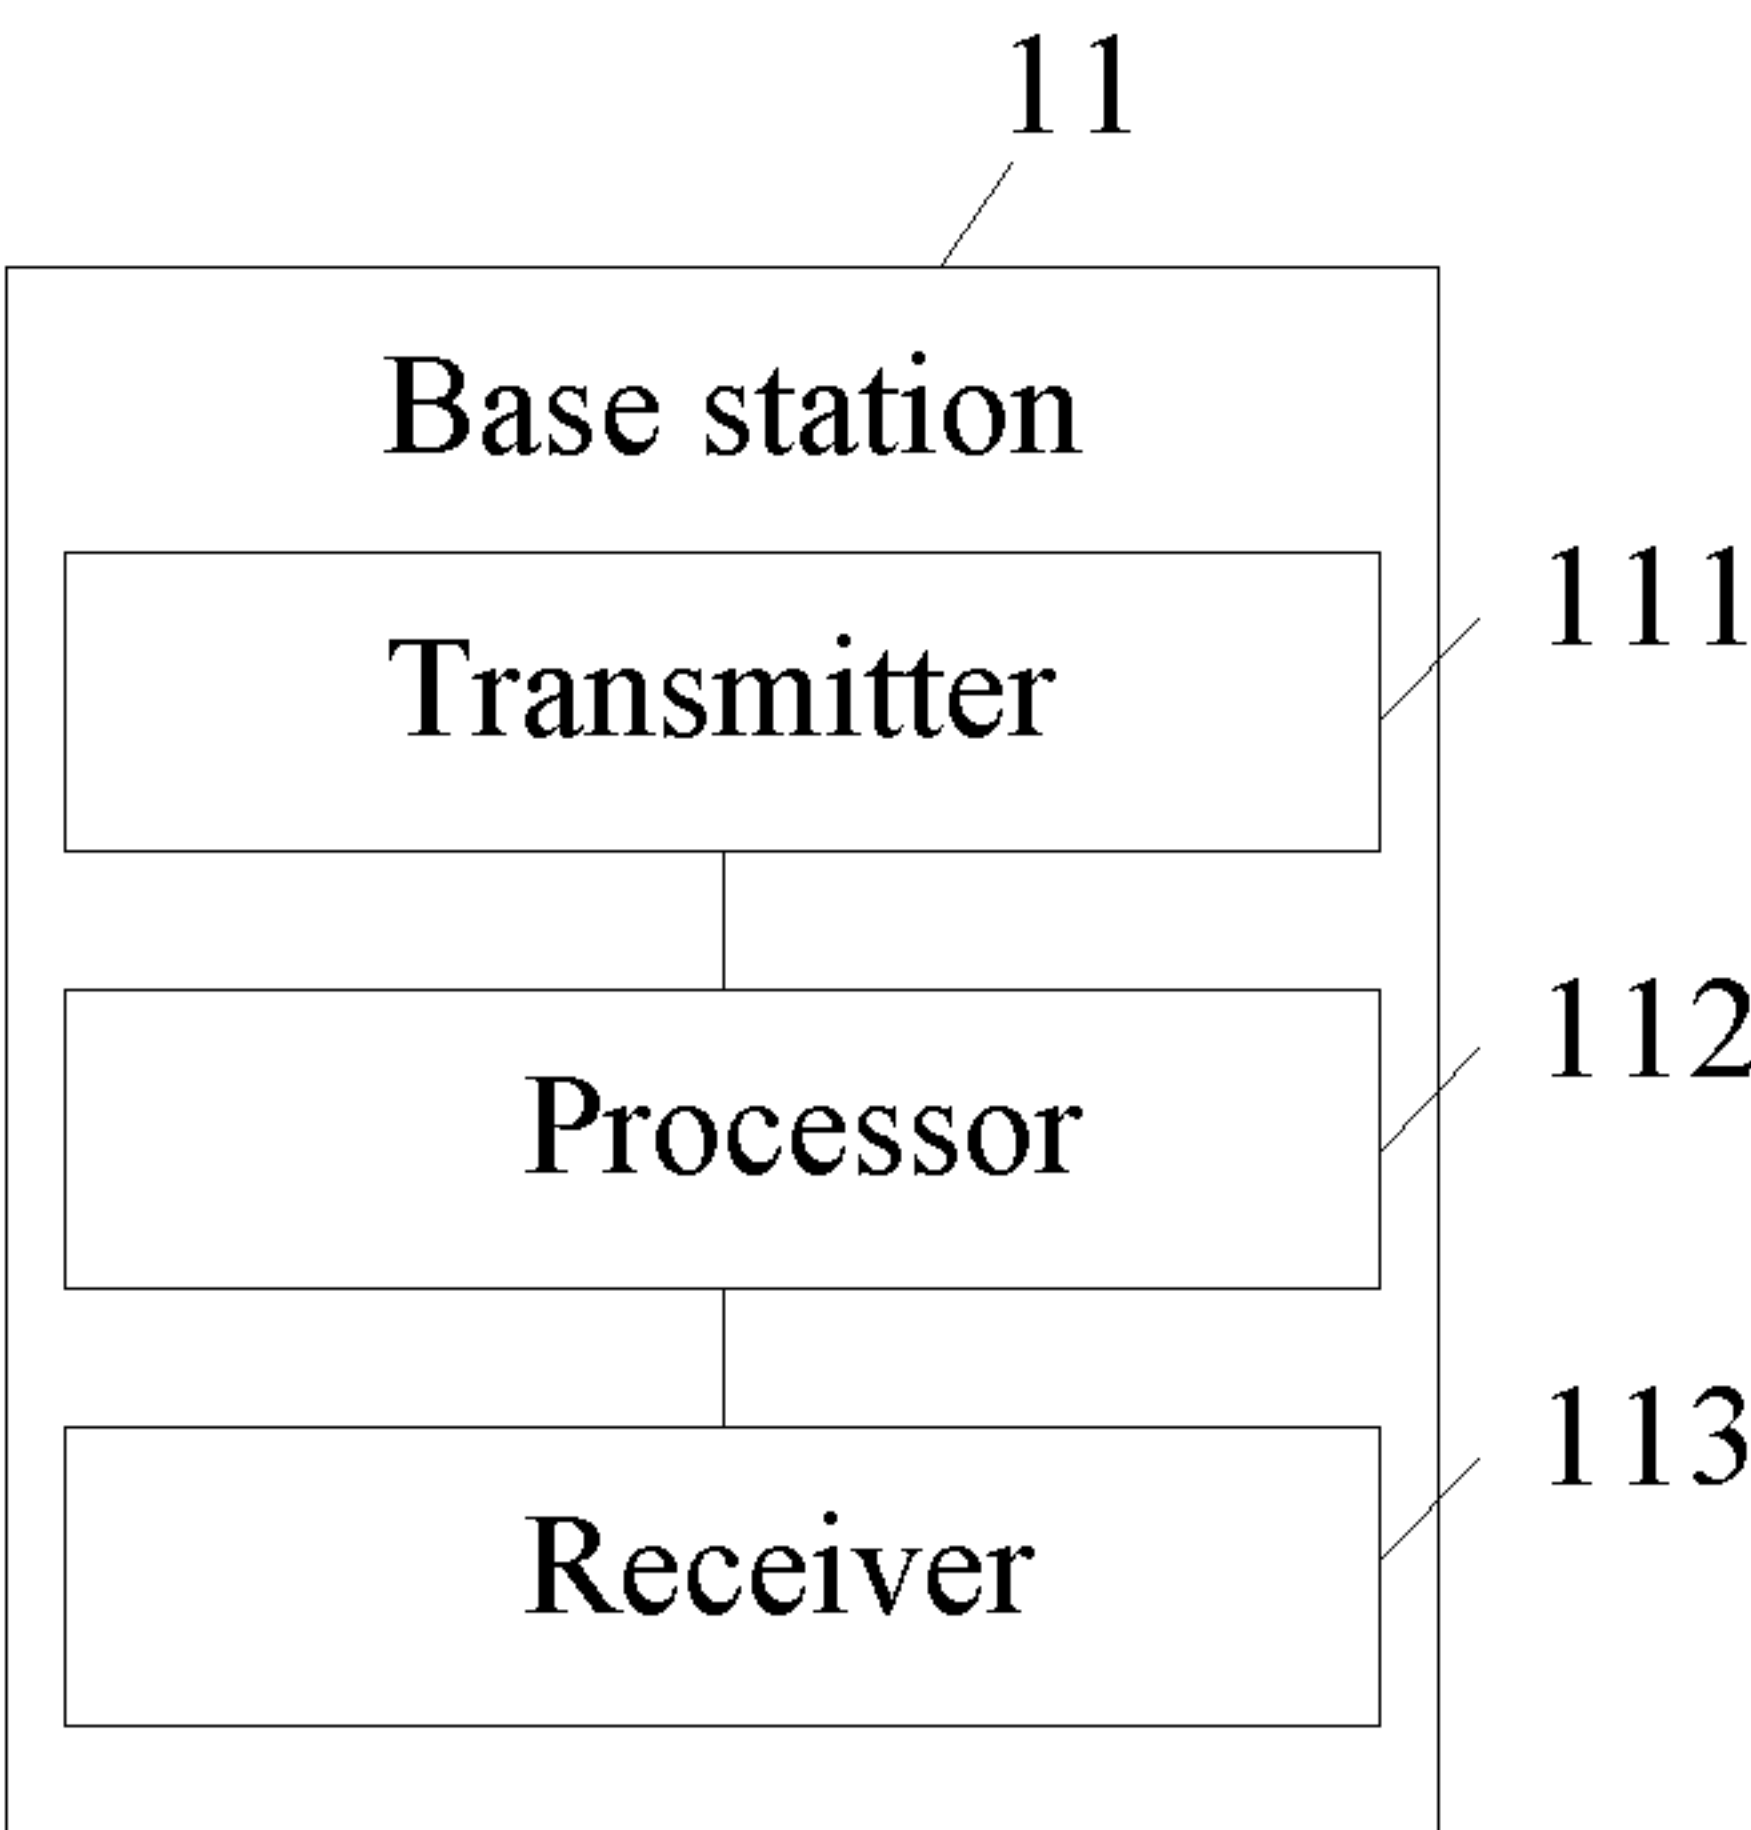 11
Base station
111
Transmitter
112
Processor
113
Receiver